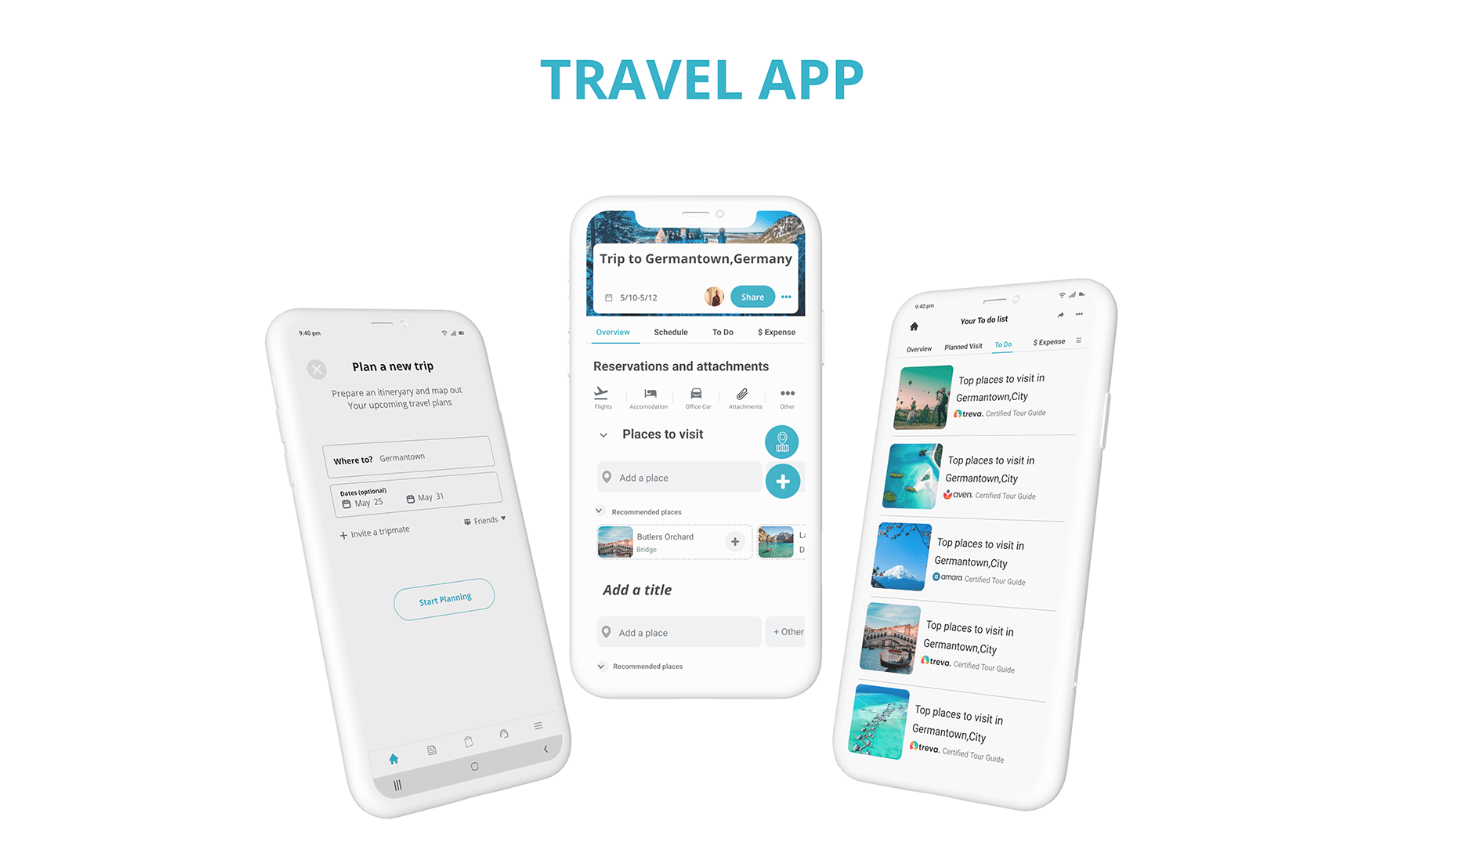 TRAVEL APP
9:40 pm
Plan a new trip
Prepare an itineryary and map out
Your upcoming travel plans
Where to? Germantown
Dates (optional)
May 25 May 31
+ Invite a tripmate
Friends
Start Planning
Trip to Germantown,Germany
5/10-5/12
Share
Overview Schedule To Do $ Expense
Reservations and attachments
Flights Accomodation Office Car Attachments Other
Places to visit
Add a place
Recommended places
Butlers Orchard
Bridge
La
D
Add a title
Add a place
+ Other
Recommended places
9:40 pm
Your To do list
Overview Planned Visit To Do $ Expense
Top places to visit in
Germantown,City
treva. Certified Tour Guide
Top places to visit in
Germantown,City
aven. Certified Tour Guide
Top places to visit in
Germantown,City
amara Certified Tour Guide
Top places to visit in
Germantown,City
treva. Certified Tour Guide
Top places to visit in
Germantown,City
treva. Certified Tour Guide